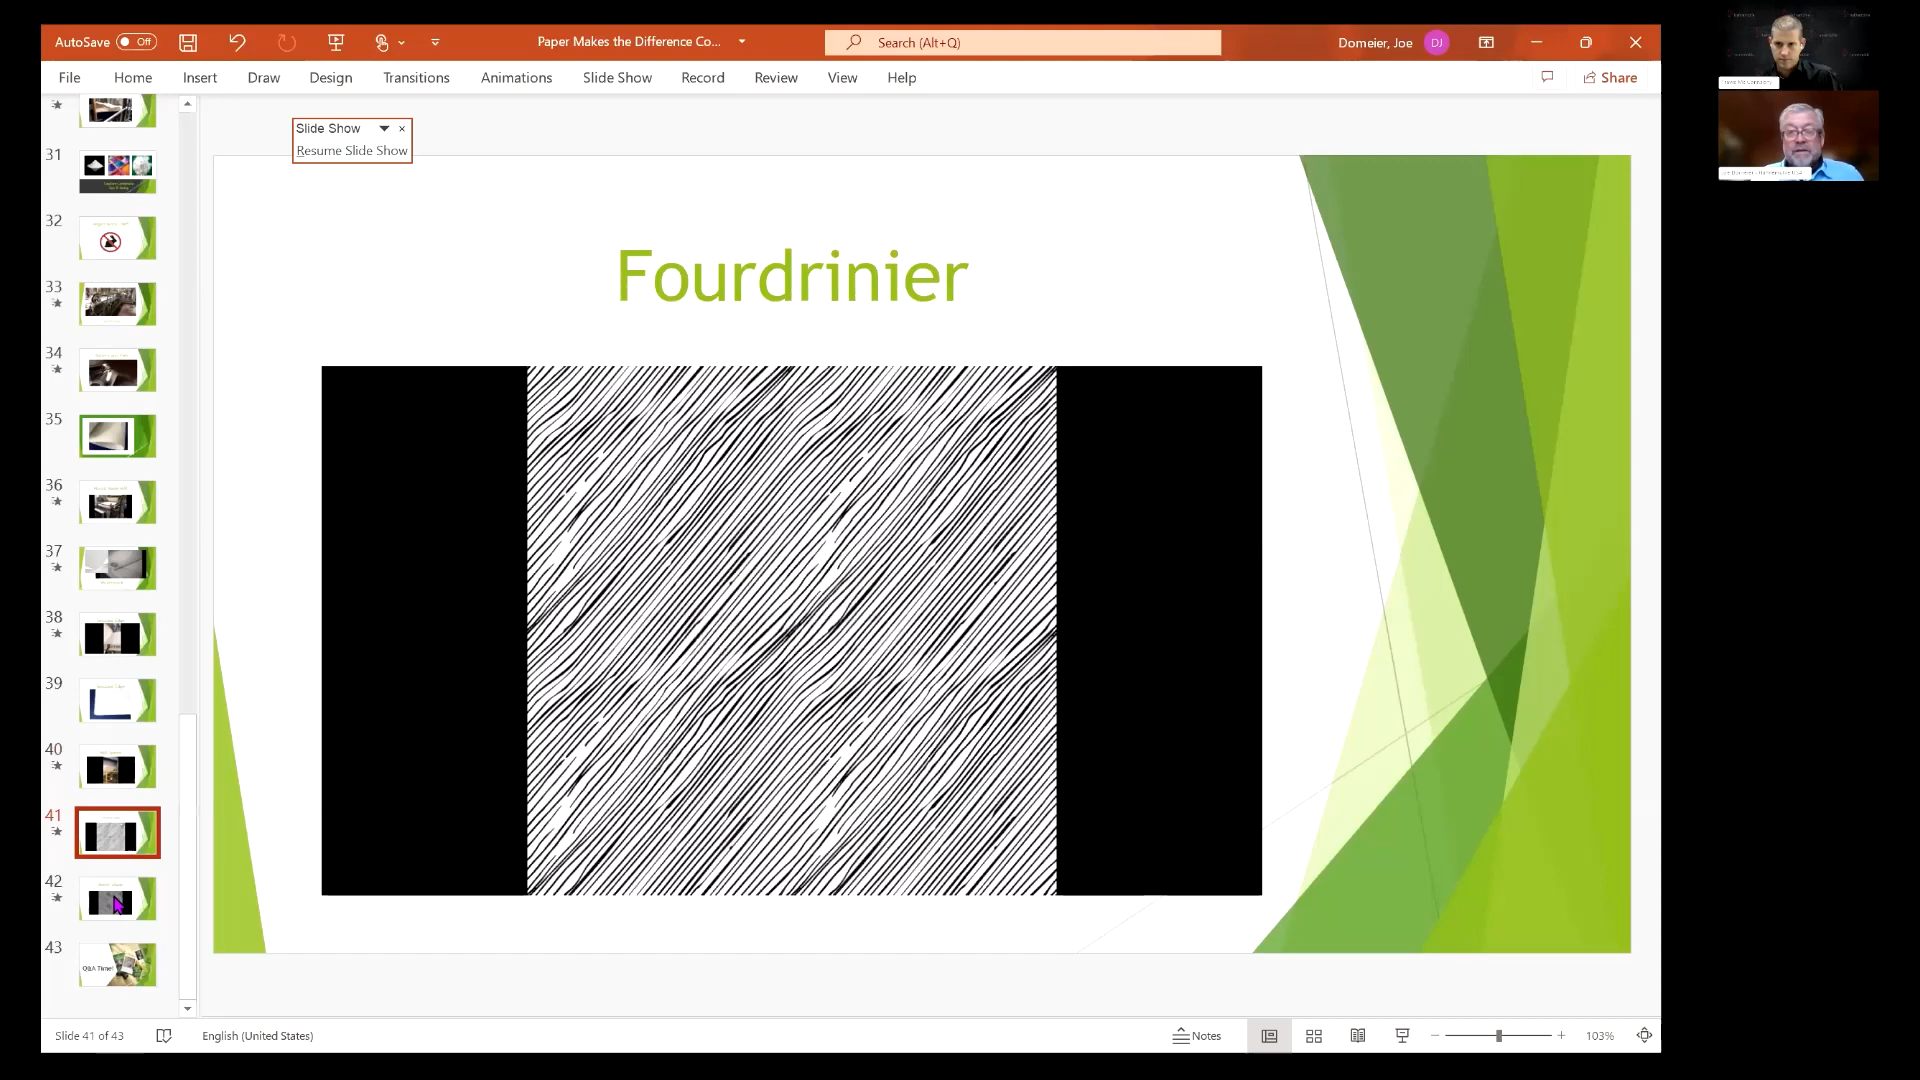 AutoSave Off
Paper Makes the Difference Co...
Search (Alt+Q)
Domeier, Joe DJ
File Home Insert Draw Design Transitions Animations Slide Show Record Review View Help
Share
Slide Show
Resume Slide Show
31
32
33
34
35
36
37
38
39
40
41
42
43
Q&A Time!
Fourdrinier
Slide 41 of 43
English (United States)
Notes
103%